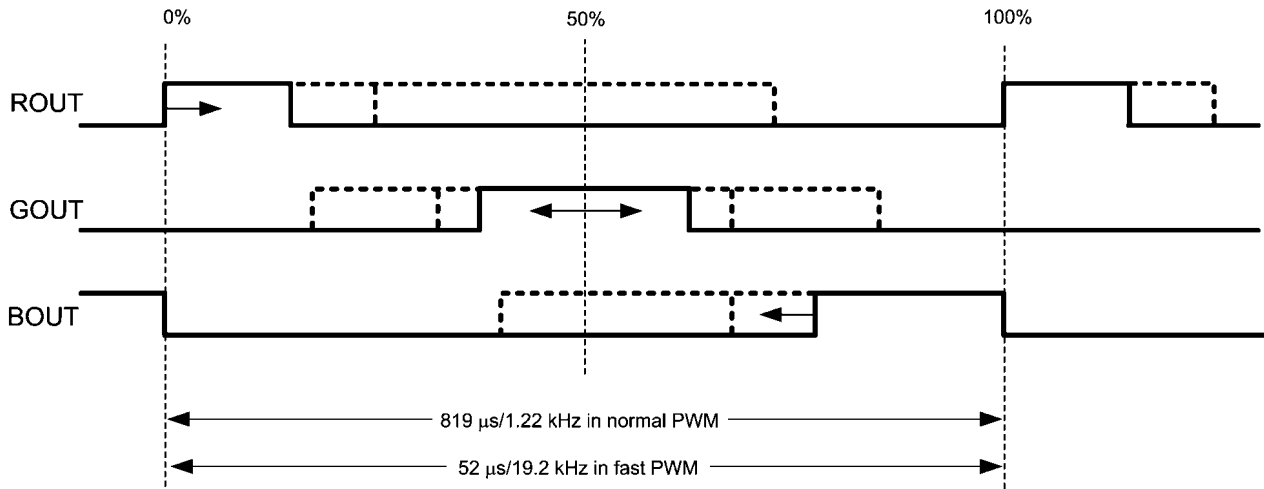 0%
50%
100%
ROUT
GOUT
BOUT
819 μs/1.22 kHz in normal PWM
52 μs/19.2 kHz in fast PWM